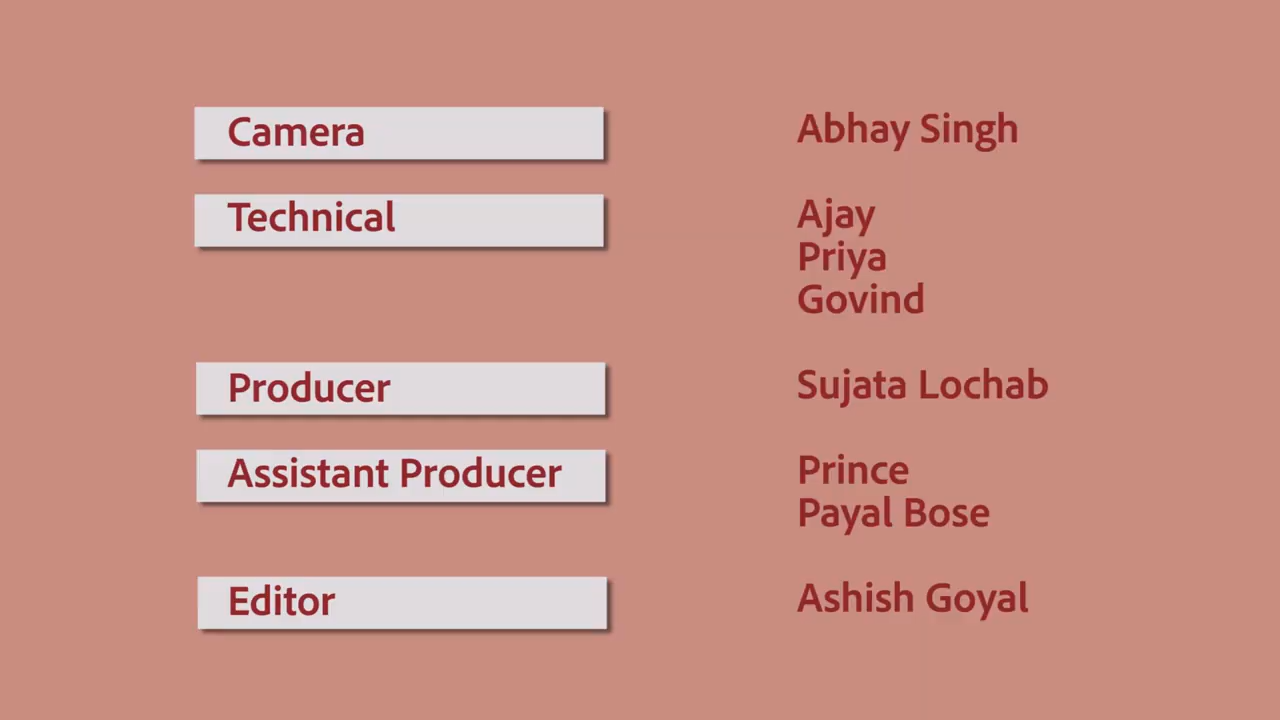 Camera Abhay Singh
Technical Ajay
Priya
Govind
Producer Sujata Lochab
Assistant Producer Prince
Payal Bose
Editor Ashish Goyal